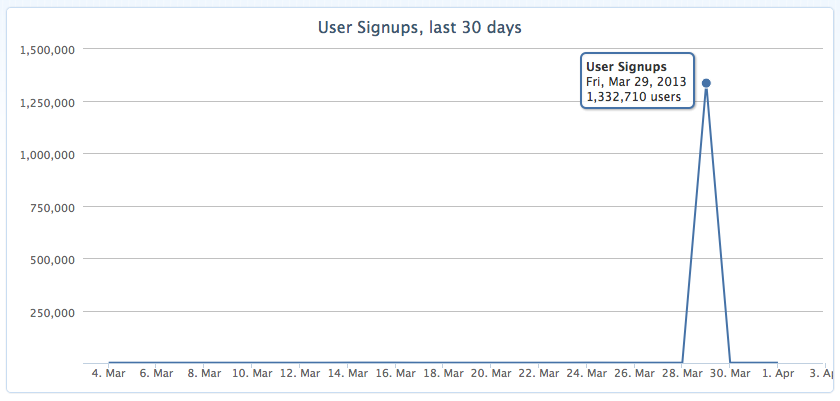 User Signups, last 30 days
1,500,000
1,250,000
1,000,000
750,000
500,000
250,000
User Signups
Fri, Mar 29, 2013
1,332,710 users
4. Mar 6. Mar 8. Mar 10. Mar 12. Mar 14. Mar 16. Mar 18. Mar 20. Mar 22. Mar 24. Mar 26. Mar 28. Mar 30. Mar 1. Apr 3.